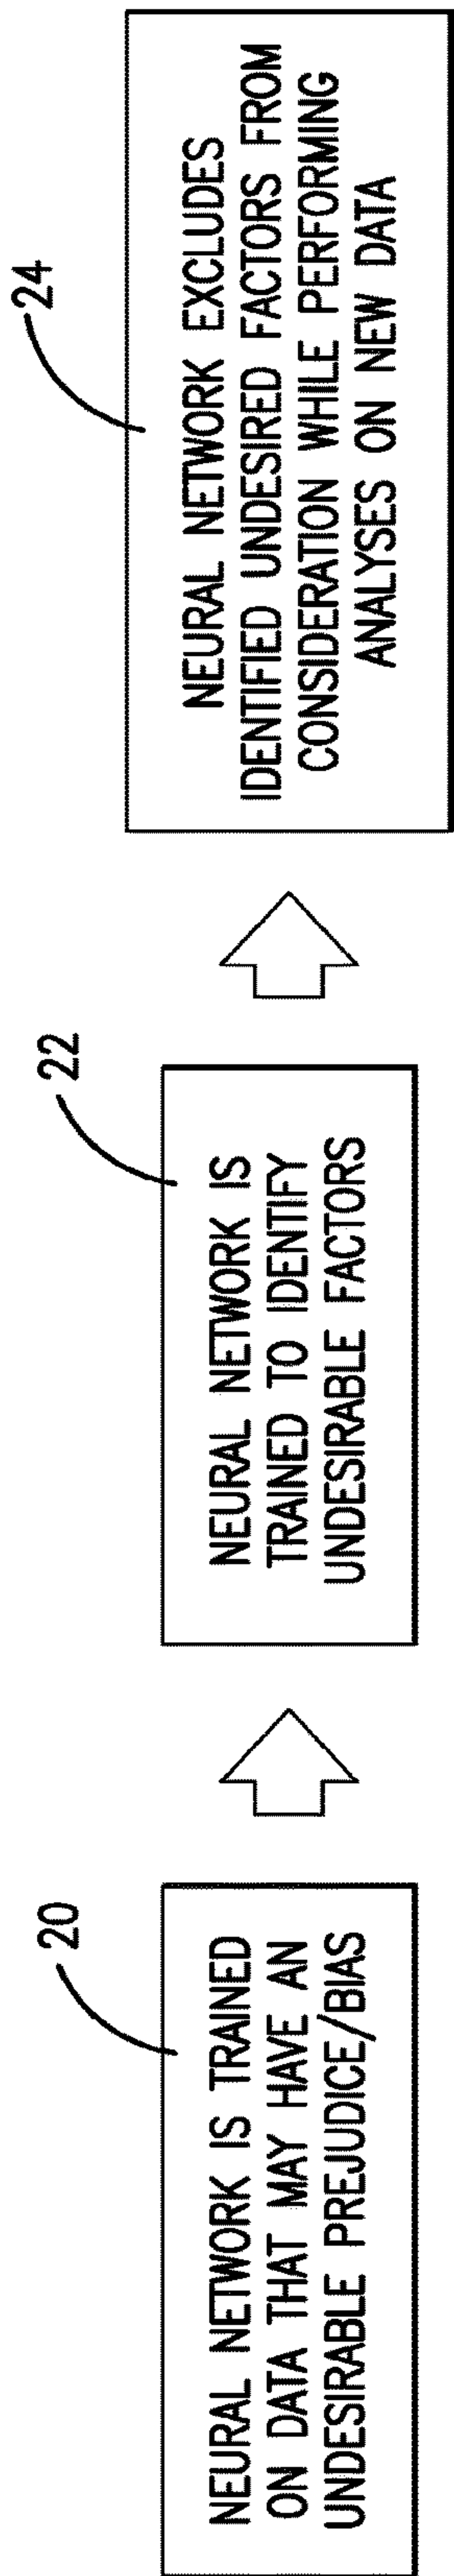 20
NEURAL NETWORK IS TRAINED
ON DATA THAT MAY HAVE AN
UNDESIRABLE PREJUDICE/BIAS
22
NEURAL NETWORK IS
TRAINED TO IDENTIFY
UNDESIRABLE FACTORS
24
NEURAL NETWORK EXCLUDES
IDENTIFIED UNDESIRED FACTORS FROM
CONSIDERATION WHILE PERFORMING
ANALYSES ON NEW DATA